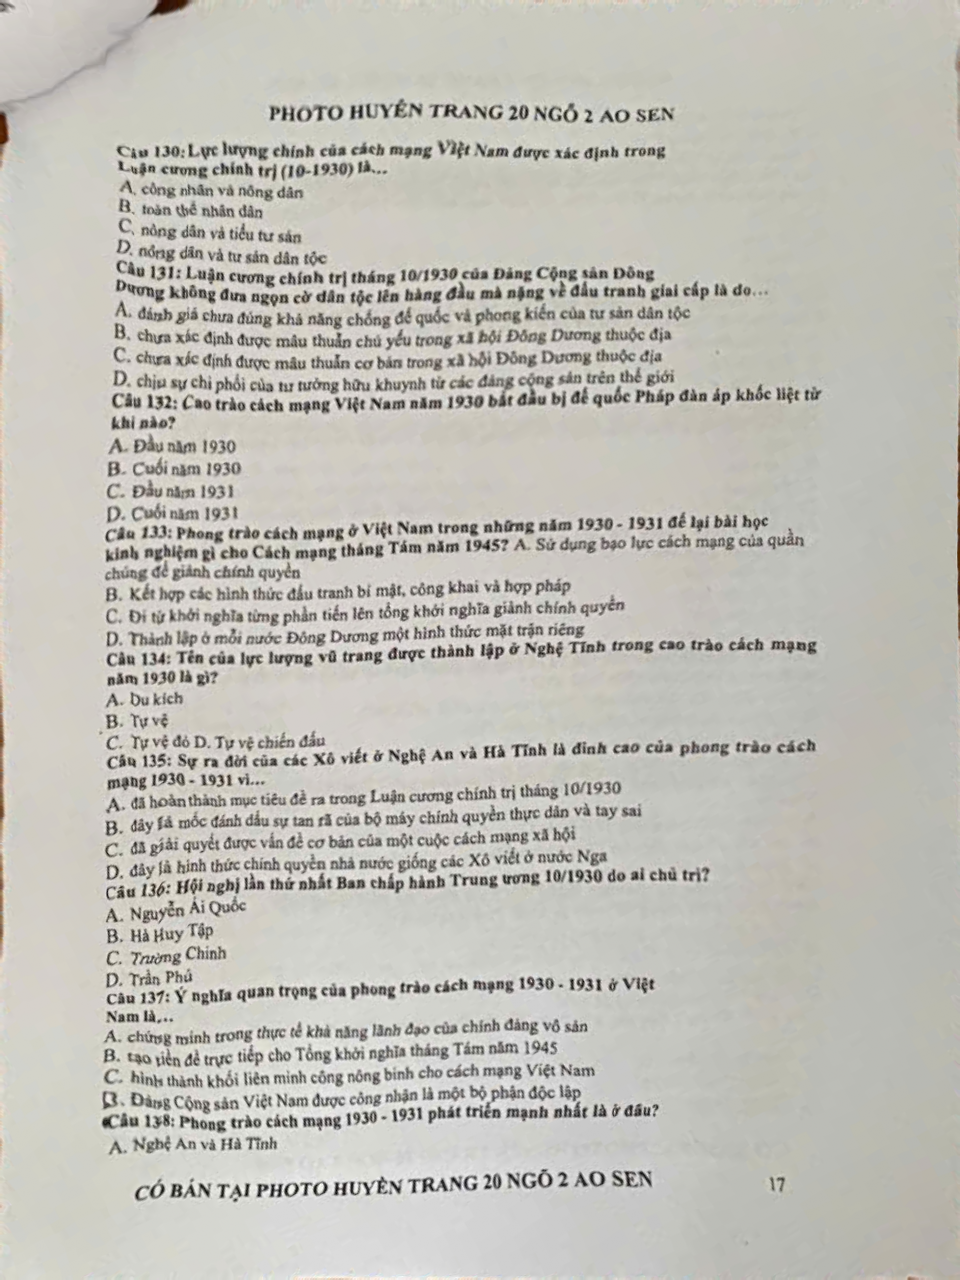 PHOTO HUYỀN TRANG 20 NGÕ 2 AO SEN
Câu 130: Lực lượng chính của cách mạng Việt Nam được xác định trong
Luận cương chính trị (10-1930) là...
A. công nhân và nông dân
B. toàn thể nhân dân
C. nông dân và tiểu tư sản
D. nông dân và tư sản dân tộc
Câu 131: Luận cương chính trị tháng 10/1930 của Đảng Cộng sản Đông
Dương không đưa ngọn cờ dân tộc lên hàng đầu mà nặng về đấu tranh giai cấp là do...
A. đánh giá chưa đúng khả năng chống đế quốc và phong kiến của tư sản dân tộc
B. chưa xác định được mâu thuẫn chủ yếu trong xã hội Đông Dương thuộc địa
C. chưa xác định được mâu thuẫn cơ bản trong xã hội Đông Dương thuộc địa
D. chịu sự chi phối của tư tưởng hữu khuynh từ các đảng cộng sản trên thế giới
Câu 132: Cao trào cách mạng Việt Nam năm 1930 bắt đầu bị đế quốc Pháp đàn áp khốc liệt từ
khi nào?
A. Đầu năm 1930
B. Cuối năm 1930
C. Đầu năm 1931
D. Cuối năm 1931
Câu 133: Phong trào cách mạng ở Việt Nam trong những năm 1930 - 1931 để lại bài học
kinh nghiệm gì cho Cách mạng tháng Tám năm 1945? A. Sử dụng bạo lực cách mạng của quần
chúng để giành chính quyền
B. Kết hợp các hình thức đấu tranh bí mật, công khai và hợp pháp
C. Đi từ khởi nghĩa từng phần tiến lên tổng khởi nghĩa giành chính quyền
D. Thành lập ở mỗi nước Đông Dương một hình thức mặt trận riêng
Câu 134: Tên của lực lượng vũ trang được thành lập ở Nghệ Tĩnh trong cao trào cách mạng
năm 1930 là gì?
A. Du kích
B. Tự vệ
C. Tự vệ đỏ D. Tự vệ chiến đấu
Câu 135: Sự ra đời của các Xô viết ở Nghệ An và Hà Tĩnh là đỉnh cao của phong trào cách
mạng 1930 - 1931 vì...
A. đã hoàn thành mục tiêu đề ra trong Luận cương chính trị tháng 10/1930
B. đây là mốc đánh dấu sự tan rã của bộ máy chính quyền thực dân và tay sai
C. đã giải quyết được vấn đề cơ bản của một cuộc cách mạng xã hội
D. đây là hình thức chính quyền nhà nước giống các Xô viết ở nước Nga
Câu 136: Hội nghị lần thứ nhất Ban chấp hành Trung ương 10/1930 do ai chủ trì?
A. Nguyễn Ái Quốc
B. Hà Huy Tập
C. Trường Chinh
D. Trần Phú
Câu 137: Ý nghĩa quan trọng của phong trào cách mạng 1930 - 1931 ở Việt
Nam là...
A. chứng minh trong thực tế khả năng lãnh đạo của chính đảng vô sản
B. tạo tiền đề trực tiếp cho Tổng khởi nghĩa tháng Tám năm 1945
C. hình thành khối liên minh công nông binh cho cách mạng Việt Nam
D. Đảng Cộng sản Việt Nam được công nhận là một bộ phận độc lập
Câu 138: Phong trào cách mạng 1930 - 1931 phát triển mạnh nhất là ở đâu?
A. Nghệ An và Hà Tĩnh
CÓ BÁN TẠI PHOTO HUYỀN TRANG 20 NGÕ 2 AO SEN
17